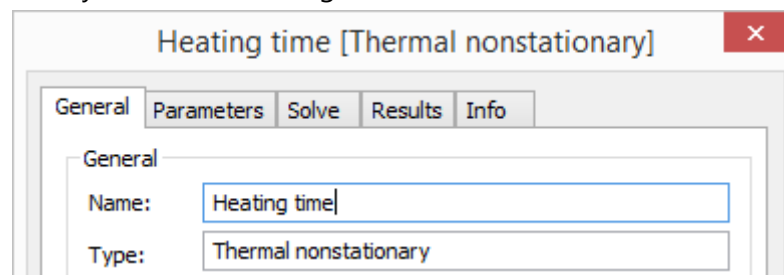 Heating time [Thermal nonstationary]
×
General Parameters Solve Results Info
General
Name: Heating time
Type: Thermal nonstationary